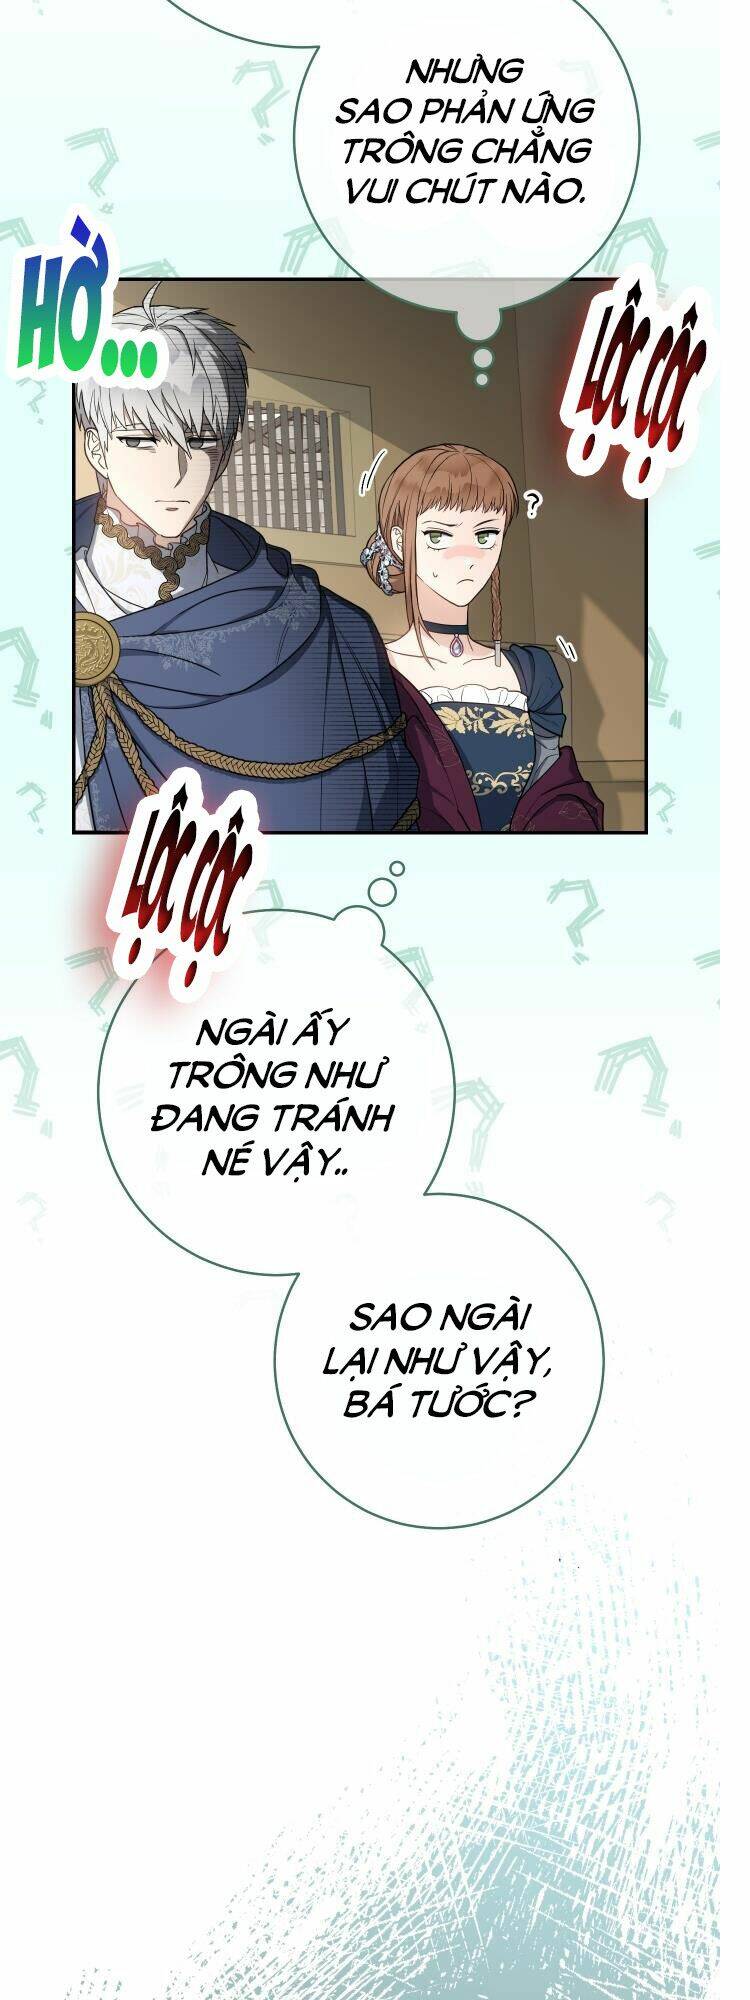 NHƯNG
SAO PHẢN ỨNG
TRÔNG CHẲNG
VUI CHÚT NÀO.
HỜ...
LỘC CỘC
?
LỘC CỘC
NGÀI ẤY
TRÔNG NHƯ
ĐANG TRÁNH
NÉ VẬY..
SAO NGÀI
LẠI NHƯ VẬY,
BÁ TƯỚC?